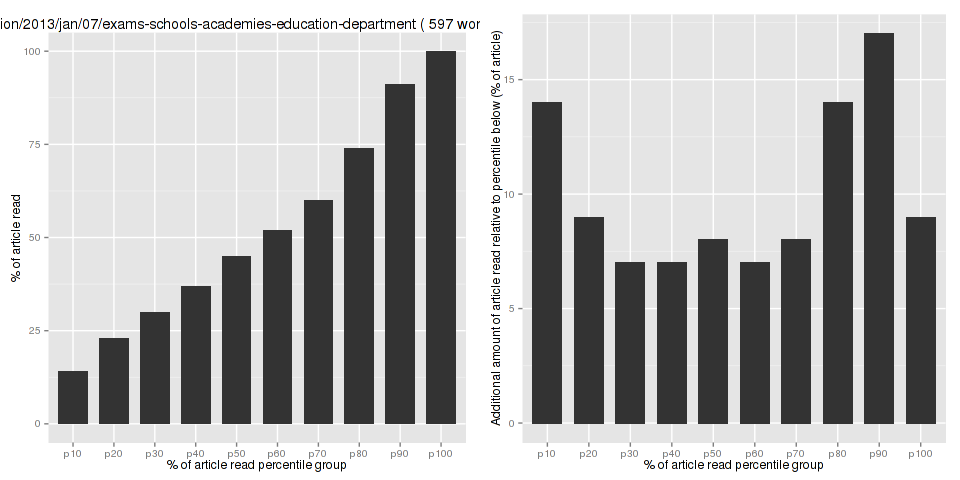 ion/2013/jan/07/exams-schools-academies-education-department ( 597 wor
100
75
50
25
0
% of article read
p10 p20 p30 p40 p50 p60 p70 p80 p90 p100
% of article read percentile group
Additional amount of article read relative to percentile below (% of article)
15
10
5
0
p10 p20 p30 p40 p50 p60 p70 p80 p90 p100
% of article read percentile group